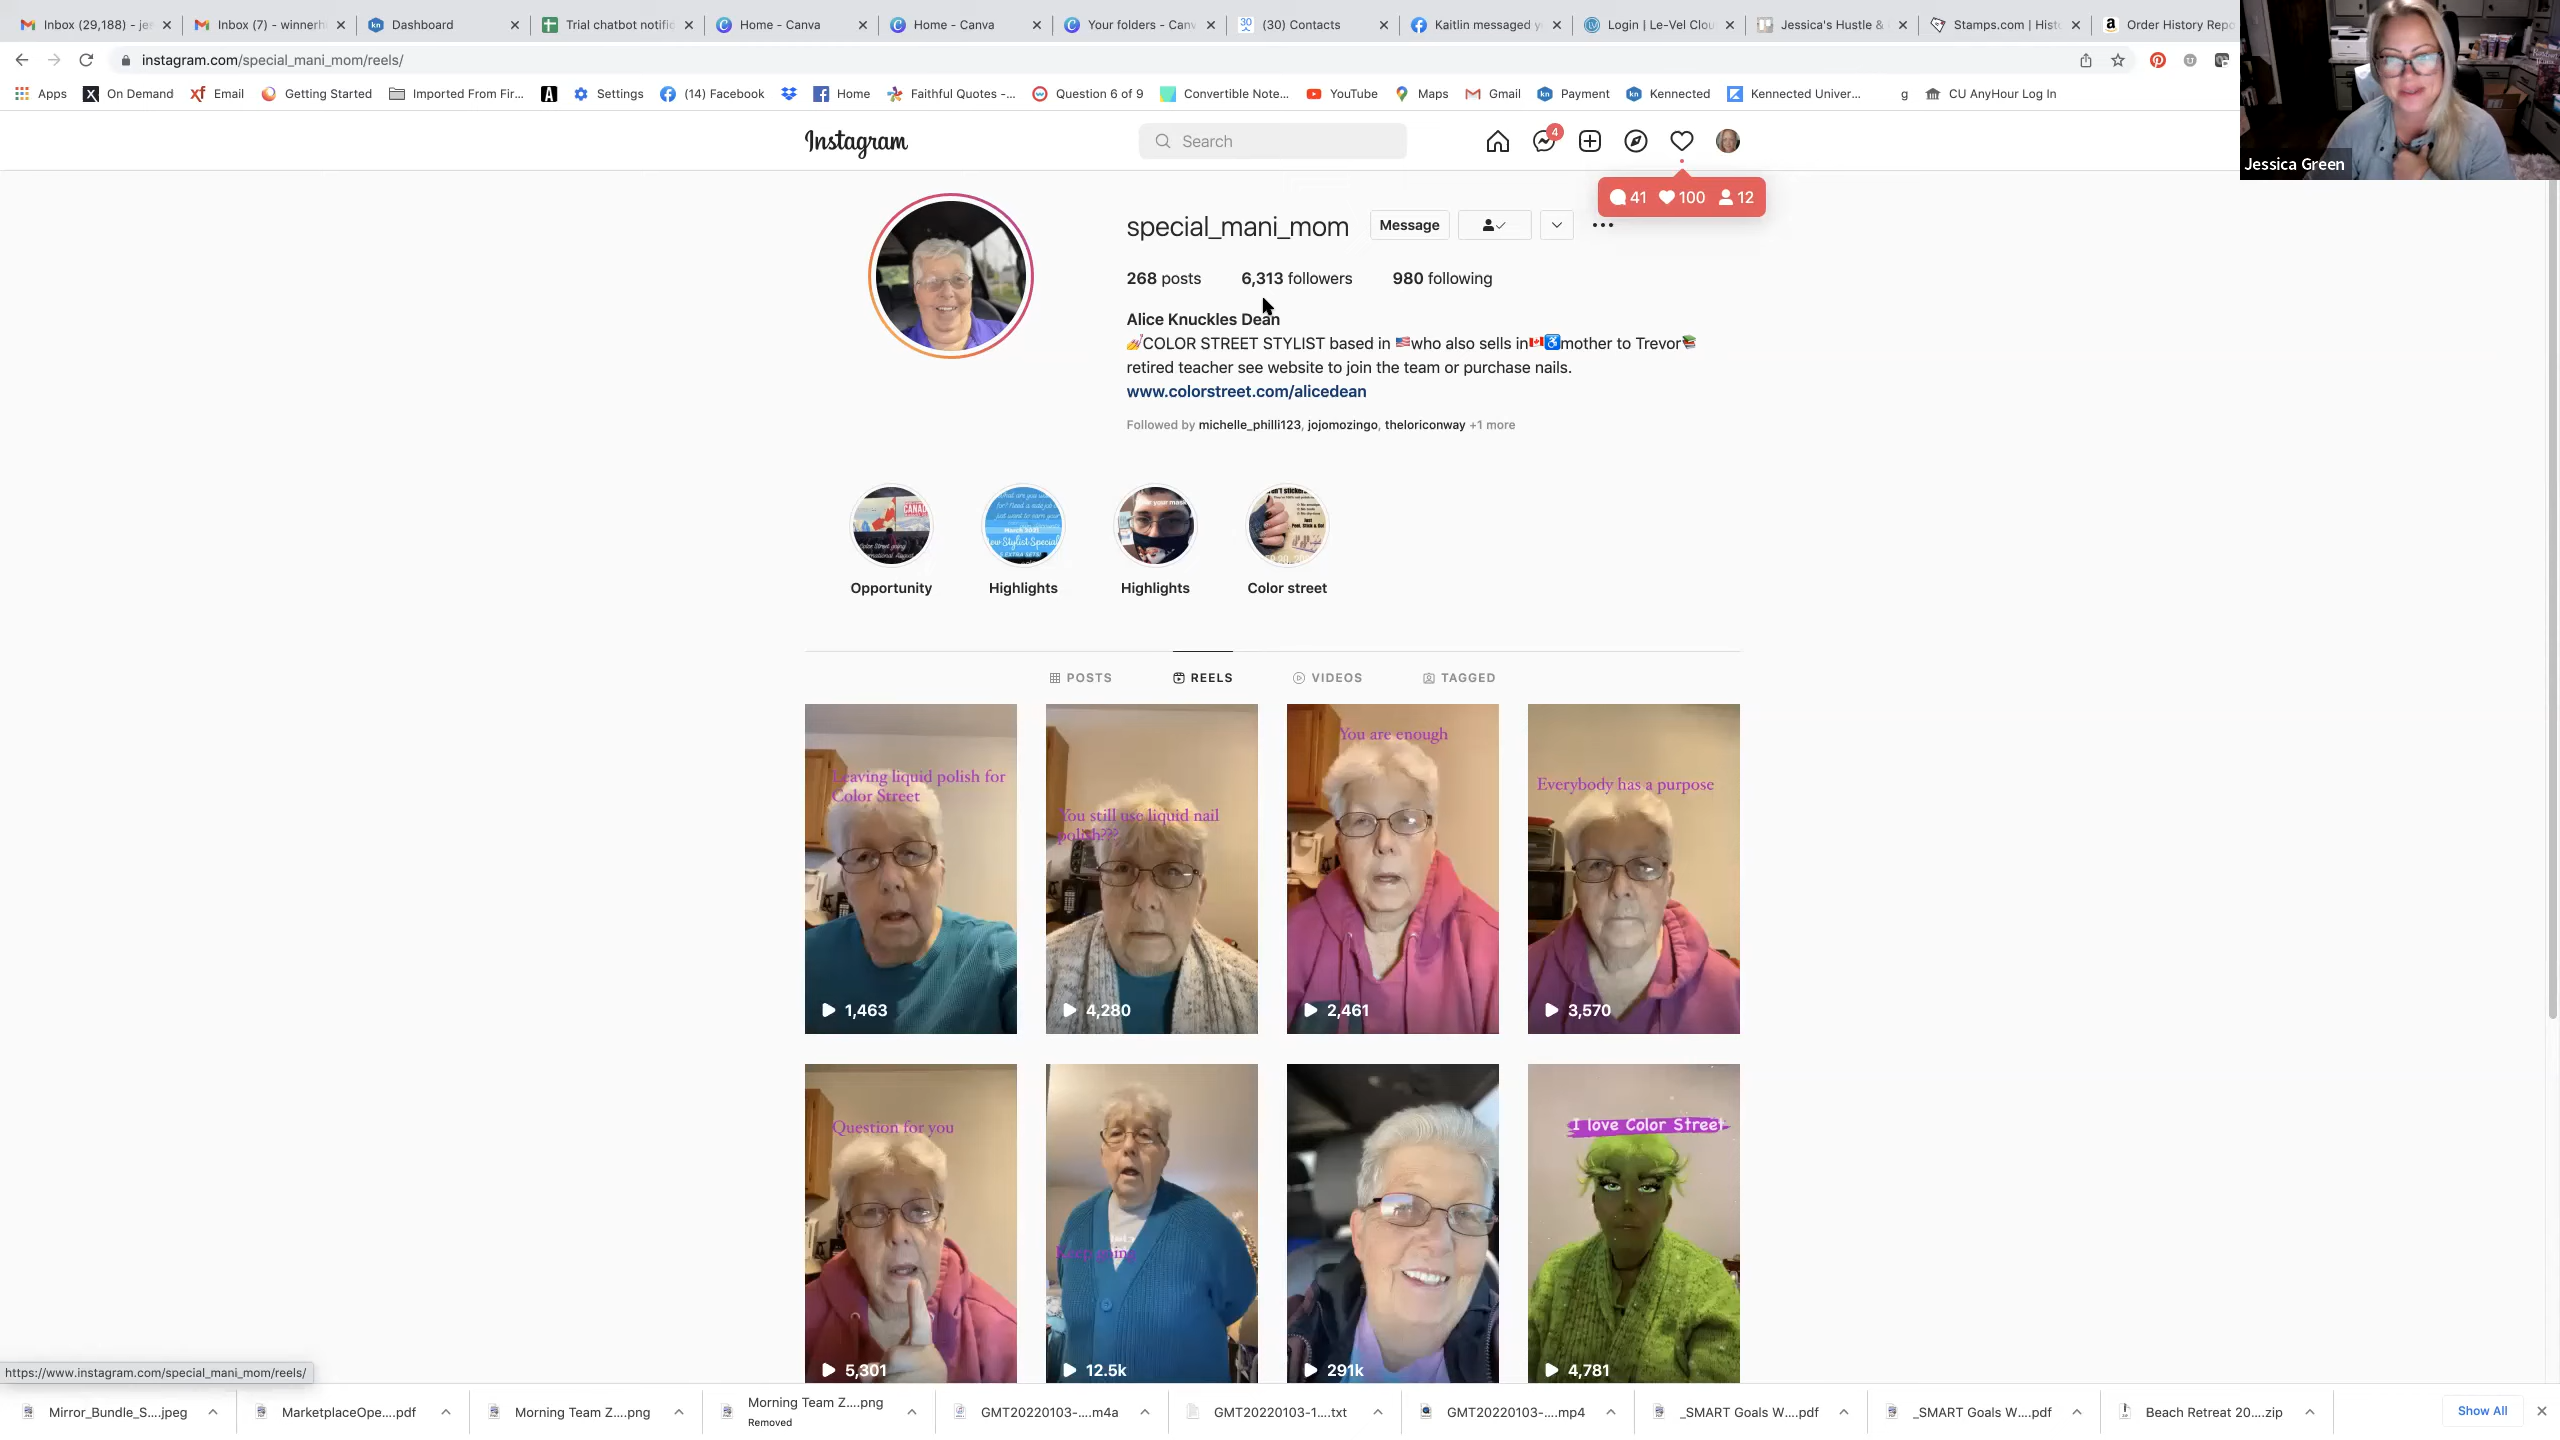 Inbox (29,188) - je
Inbox (7) - winnerh
Dashboard
Trial chatbot notific
Home - Canva
Home - Canva
Your folders - Canv
(30) Contacts
Kaitlin messaged y
Login | Le-Vel Clou
Jessica's Hustle &
Stamps.com | Hist
Order History Repo
instagram.com/special_mani_mom/reels/
Apps
On Demand
Email
Getting Started
Imported From Fir...
Settings
(14) Facebook
Home
Faithful Quotes -...
Question 6 of 9
Convertible Note...
YouTube
Maps
Gmail
Payment
Kennected
Kennected Univer...
g
CU AnyHour Log In
Jessica Green
Instagram
Search
4
41 100 12
special_mani_mom
Message
268 posts 6,313 followers 980 following
Alice Knuckles Dean
💅COLOR STREET STYLIST based in 🇺🇸who also sells in🇨🇦♿mother to Trevor📚
retired teacher see website to join the team or purchase nails.
www.colorstreet.com/alicedean
Followed by michelle_philli123, jojomozingo, theloriconway +1 more
Opportunity
Highlights
Highlights
Color street
POSTS
REELS
VIDEOS
TAGGED
Leaving liquid polish for
Color Street
1,463
You still use liquid nail
polish???
4,280
You are enough
2,461
Everybody has a purpose
3,570
Question for you
5,301
Keep going
12.5k
291k
I love Color Street
4,781
https://www.instagram.com/special_mani_mom/reels/
Mirror_Bundle_S....jpeg
MarketplaceOpe....pdf
Morning Team Z....png
Morning Team Z....png
Removed
GMT20220103-....m4a
GMT20220103-1....txt
GMT20220103-....mp4
_SMART Goals W....pdf
_SMART Goals W....pdf
Beach Retreat 20....zip
Show All